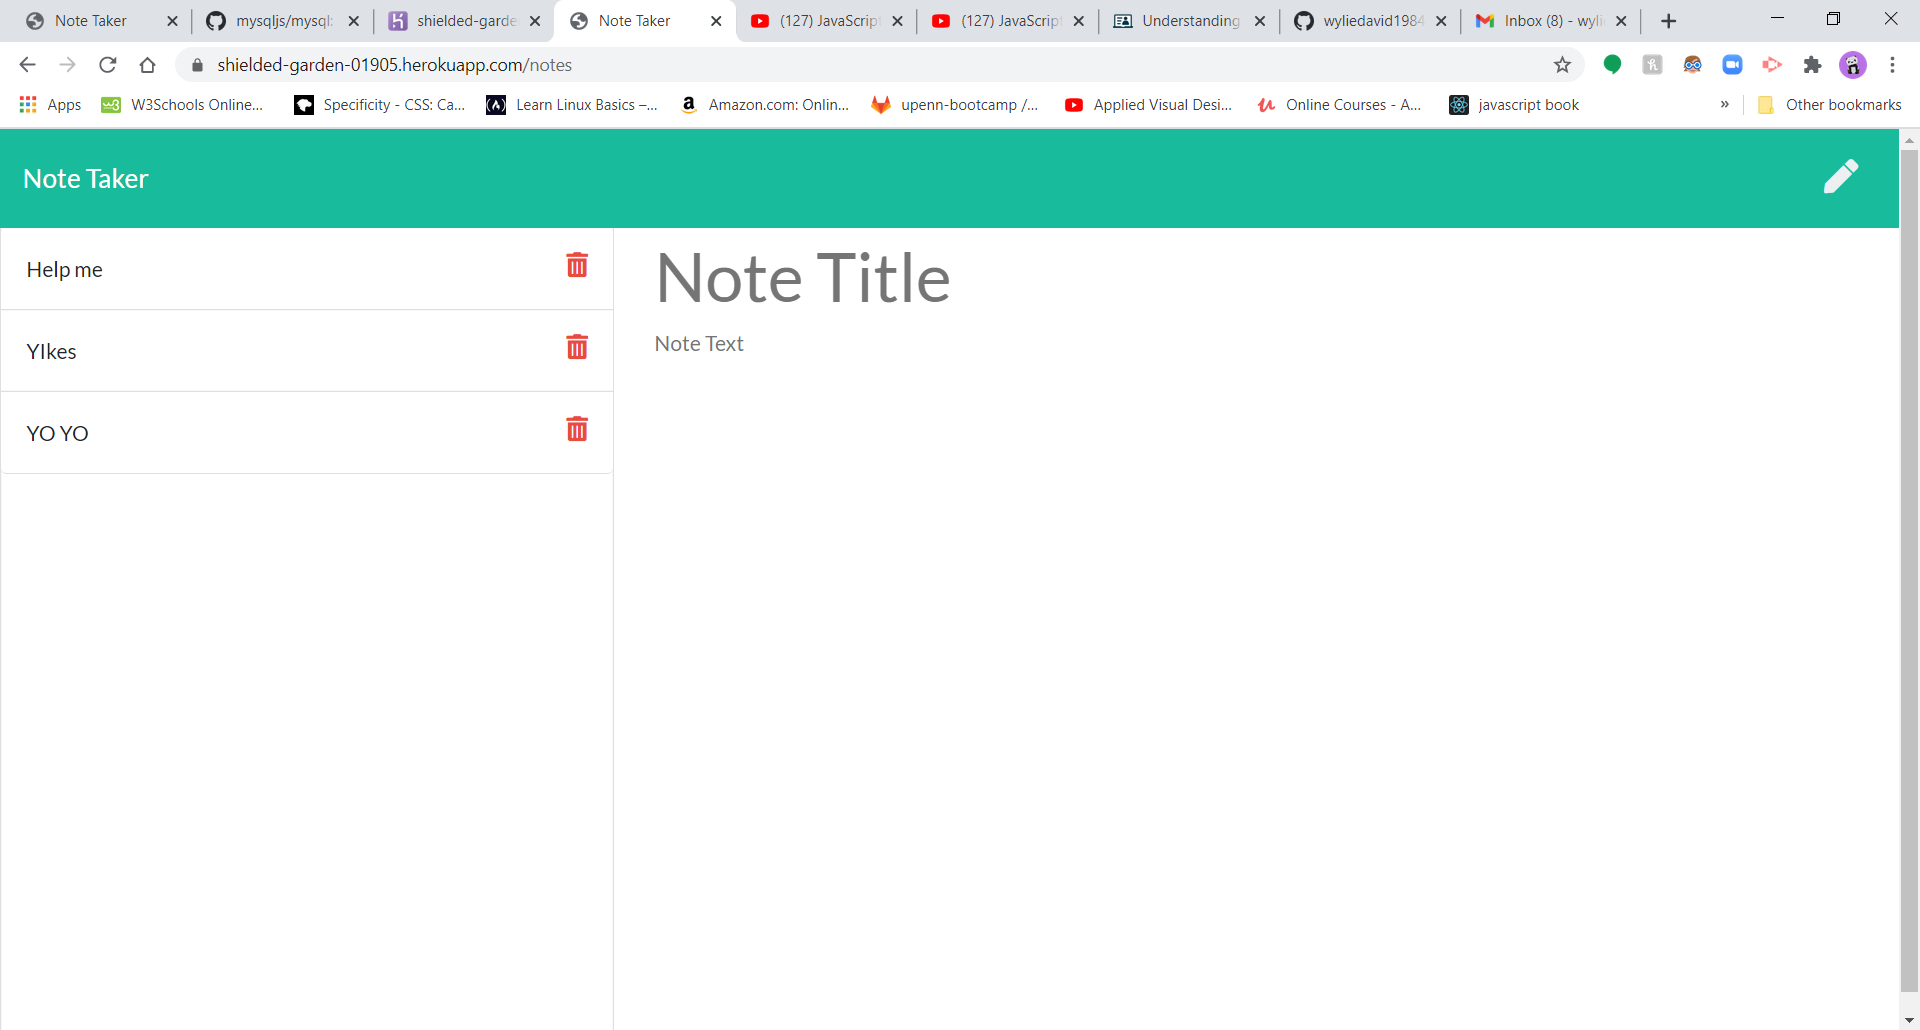 Note Taker
mysqljs/mysql:
shielded-garde
Note Taker
(127) JavaScript
(127) JavaScript
Understanding
wyliedavid1984
Inbox (8) - wyli
shielded-garden-01905.herokuapp.com/notes
Apps
W3Schools Online...
Specificity - CSS: Ca...
Learn Linux Basics –...
Amazon.com: Onlin...
upenn-bootcamp /...
Applied Visual Desi...
Online Courses - A...
javascript book
»
Other bookmarks
Note Taker
Help me
YIkes
YO YO
Note Title
Note Text